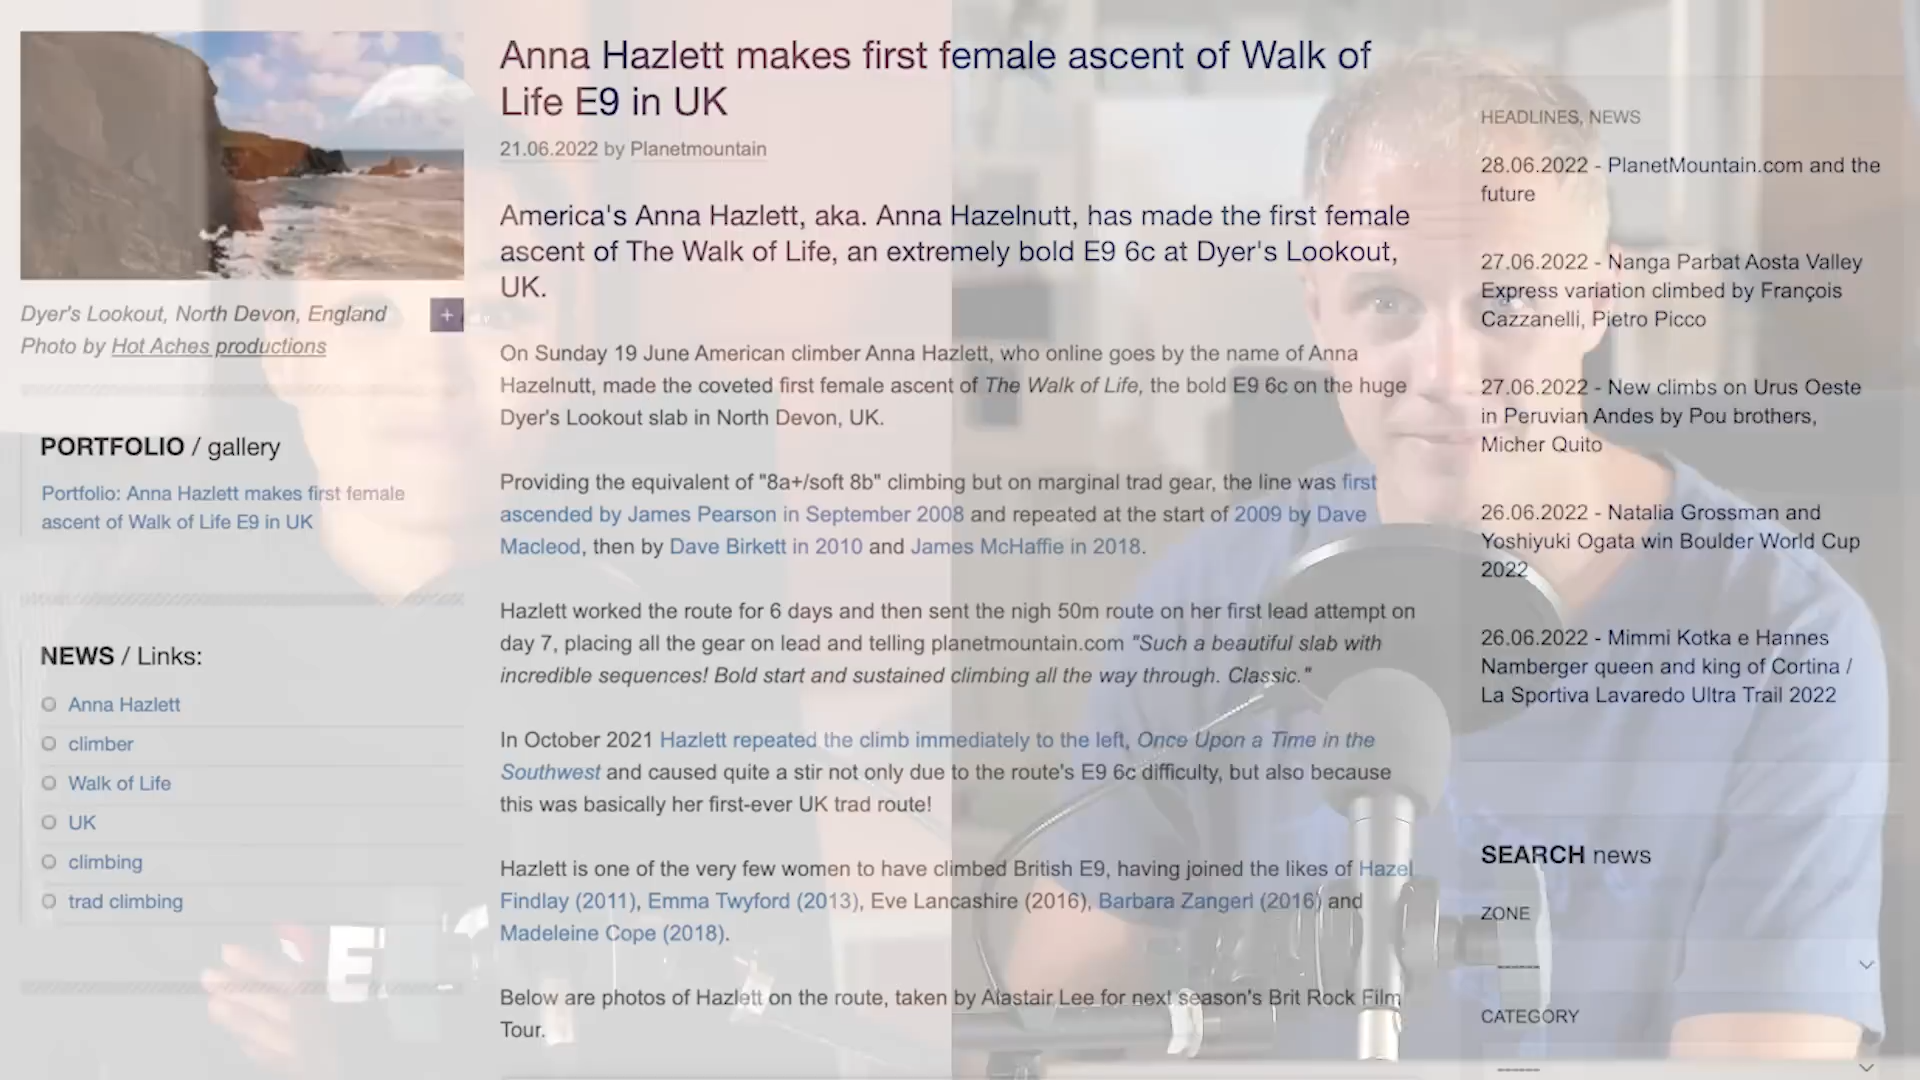 Anna Hazlett makes first female ascent of Walk of
Life E9 in UK
21.06.2022 by Planetmountain
America's Anna Hazlett, aka. Anna Hazelnutt, has made the first female
ascent of The Walk of Life, an extremely bold E9 6c at Dyer's Lookout,
UK.
On Sunday 19 June American climber Anna Hazlett, who online goes by the name of Anna
Hazelnutt, made the coveted first female ascent of The Walk of Life, the bold E9 6c on the huge
Dyer's Lookout slab in North Devon, UK.
Providing the equivalent of "8a+/soft 8b" climbing but on marginal trad gear, the line was first
ascended by James Pearson in September 2008 and repeated at the start of 2009 by Dave
Macleod, then by Dave Birkett in 2010 and James McHaffie in 2018.
Hazlett worked the route for 6 days and then sent the nigh 50m route on her first lead attempt on
day 7, placing all the gear on lead and telling planetmountain.com "Such a beautiful slab with
incredible sequences! Bold start and sustained climbing all the way through. Classic."
In October 2021 Hazlett repeated the climb immediately to the left, Once Upon a Time in the
Southwest and caused quite a stir not only due to the route's E9 6c difficulty, but also because
this was basically her first-ever UK trad route!
Hazlett is one of the very few women to have climbed British E9, having joined the likes of Hazel
Findlay (2011), Emma Twyford (2013), Eve Lancashire (2016), Barbara Zangerl (2016) and
Madeleine Cope (2018).
Below are photos of Hazlett on the route, taken by Alastair Lee for next season's Brit Rock Film
Tour.
Dyer's Lookout, North Devon, England
+
Photo by Hot Aches productions
PORTFOLIO / gallery
Portfolio: Anna Hazlett makes first female
ascent of Walk of Life E9 in UK
NEWS / Links:
Anna Hazlett
climber
Walk of Life
UK
climbing
trad climbing
E
HEADLINES, NEWS
28.06.2022 - PlanetMountain.com and the
future
27.06.2022 - Nanga Parbat Aosta Valley
Express variation climbed by François
Cazzanelli, Pietro Picco
27.06.2022 - New climbs on Urus Oeste
in Peruvian Andes by Pou brothers,
Micher Quito
26.06.2022 - Natalia Grossman and
Yoshiyuki Ogata win Boulder World Cup
2022
26.06.2022 - Mimmi Kotka e Hannes
Namberger queen and king of Cortina /
La Sportiva Lavaredo Ultra Trail 2022
SEARCH news
ZONE
CATEGORY